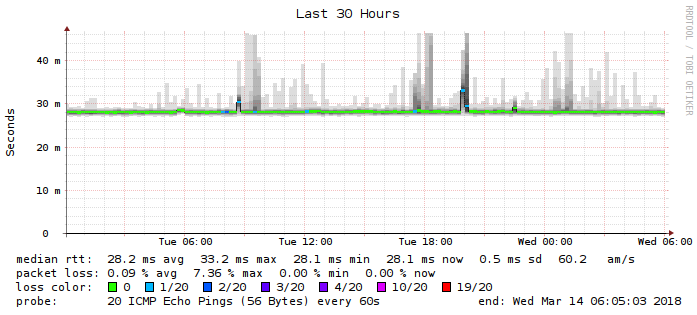 Last 30 Hours
RRDTOOL / TOBI OETIKER
Seconds
40 m
30 m
20 m
10 m
0
Tue 06:00 Tue 12:00 Tue 18:00 Wed 00:00 Wed 06:00
median rtt: 28.2 ms avg 33.2 ms max 28.1 ms min 28.1 ms now 0.5 ms sd 60.2 am/s
packet loss: 0.09 % avg 7.36 % max 0.00 % min 0.00 % now
loss color: 0 1/20 2/20 3/20 4/20 10/20 19/20
probe: 20 ICMP Echo Pings (56 Bytes) every 60s end: Wed Mar 14 06:05:03 2018